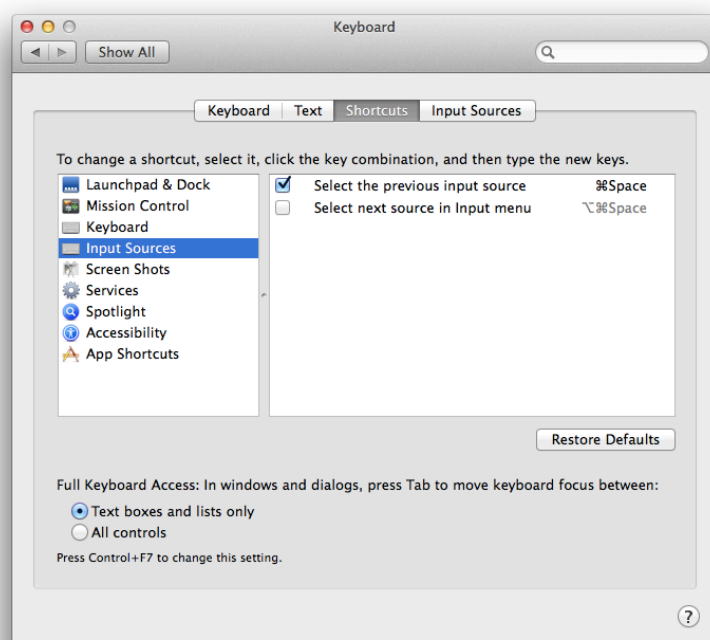 Keyboard
Show All
Keyboard Text Shortcuts Input Sources
To change a shortcut, select it, click the key combination, and then type the new keys.
Launchpad & Dock
Mission Control
Keyboard
Input Sources
Screen Shots
Services
Spotlight
Accessibility
App Shortcuts
Select the previous input source ⌘Space
Select next source in Input menu ⌥⌘Space
Restore Defaults
Full Keyboard Access: In windows and dialogs, press Tab to move keyboard focus between:
Text boxes and lists only
All controls
Press Control+F7 to change this setting.
?